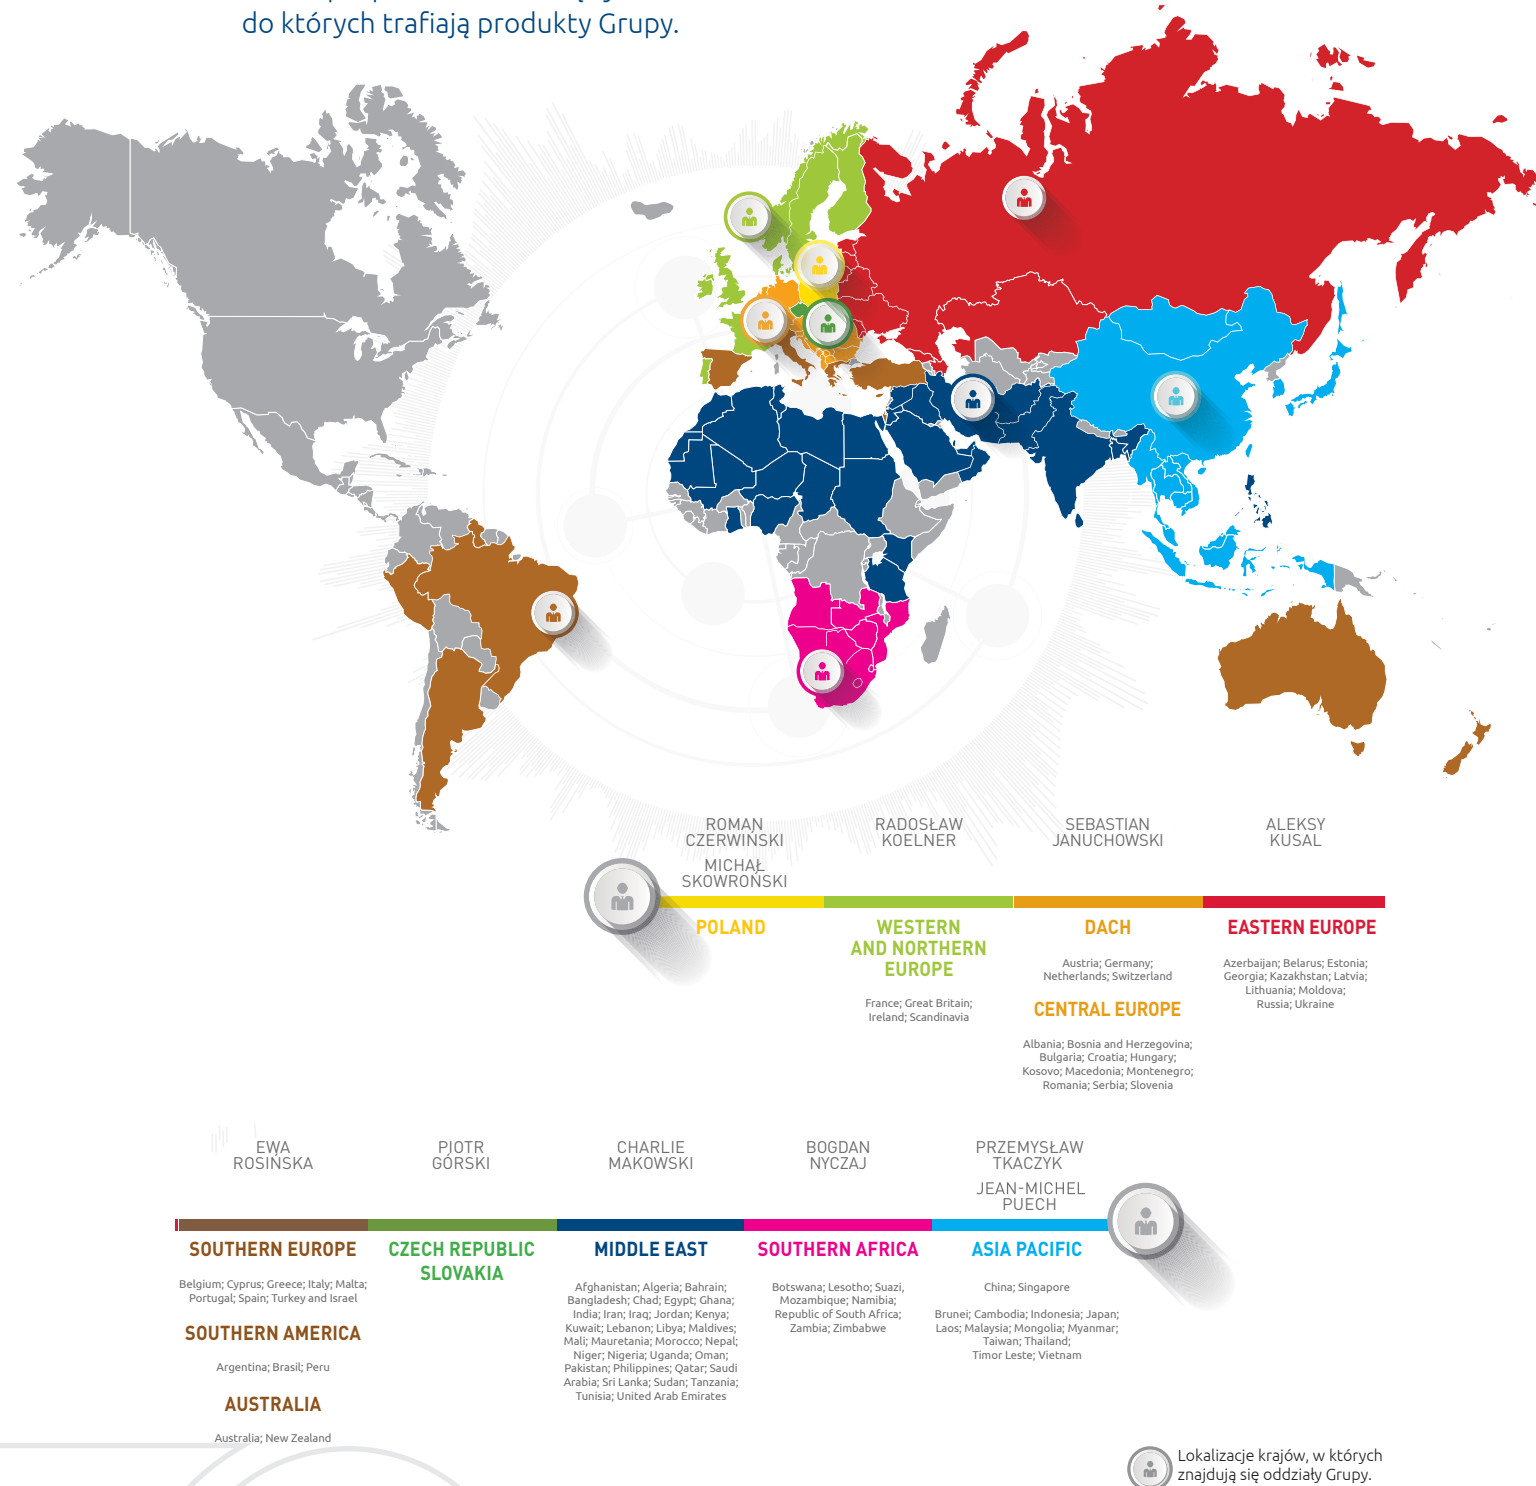 do których trafiają produkty Grupy.
ROMAN
CZERWIŃSKI
MICHAŁ
SKOWROŃSKI
POLAND
RADOSŁAW
KOELNER
WESTERN
AND NORTHERN
EUROPE
France; Great Britain;
Ireland; Scandinavia
SEBASTIAN
JANUCHOWSKI
DACH
Austria; Germany;
Netherlands; Switzerland
CENTRAL EUROPE
Albania; Bosnia and Herzegovina;
Bulgaria; Croatia; Hungary;
Kosovo; Macedonia; Montenegro;
Romania; Serbia; Slovenia
ALEKSY
KUSAL
EASTERN EUROPE
Azerbaijan; Belarus; Estonia;
Georgia; Kazakhstan; Latvia;
Lithuania; Moldova;
Russia; Ukraine
EWA
ROSIŃSKA
SOUTHERN EUROPE
Belgium; Cyprus; Greece; Italy; Malta;
Portugal; Spain; Turkey and Israel
SOUTHERN AMERICA
Argentina; Brasil; Peru
AUSTRALIA
Australia; New Zealand
PIOTR
GÓRSKI
CZECH REPUBLIC
SLOVAKIA
CHARLIE
MAKOWSKI
MIDDLE EAST
Afghanistan; Algeria; Bahrain;
Bangladesh; Chad; Egypt; Ghana;
India; Iran; Iraq; Jordan; Kenya;
Kuwait; Lebanon; Libya; Maldives;
Mali; Mauretania; Morocco; Nepal;
Niger; Nigeria; Uganda; Oman;
Pakistan; Philippines; Qatar; Saudi
Arabia; Sri Lanka; Sudan; Tanzania;
Tunisia; United Arab Emirates
BOGDAN
NYCZAJ
SOUTHERN AFRICA
Botswana; Lesotho; Suazi,
Mozambique; Namibia;
Republic of South Africa;
Zambia; Zimbabwe
PRZEMYSŁAW
TKACZYK
JEAN-MICHEL
PUECH
ASIA PACIFIC
China; Singapore
Brunei; Cambodia; Indonesia; Japan;
Laos; Malaysia; Mongolia; Myanmar;
Taiwan; Thailand;
Timor Leste; Vietnam
Lokalizacje krajów, w których
znajdują się oddziały Grupy.